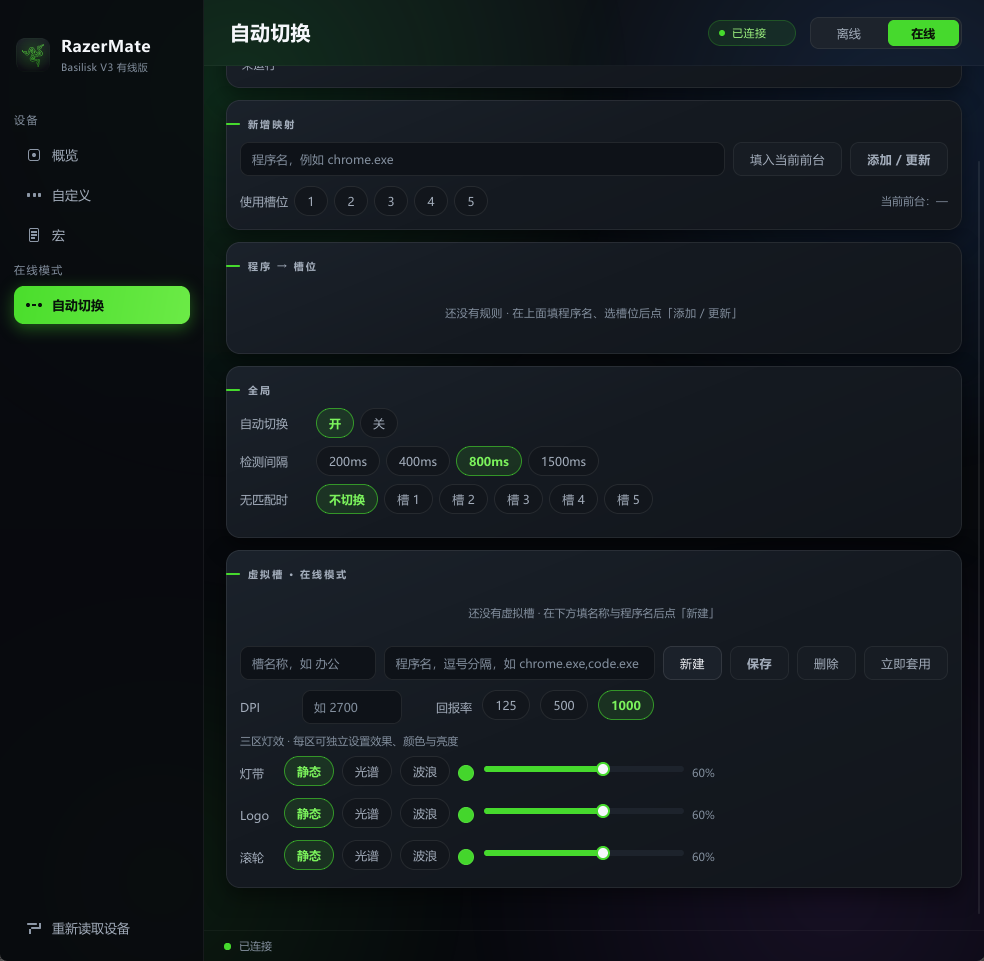 RazerMate
Basilisk V3 有线版
设备
概览
自定义
宏
在线模式
自动切换
重新读取设备
自动切换
已连接
离线
在线
未运行
新增映射
程序名，例如 chrome.exe
填入当前前台
添加 / 更新
使用槽位 1 2 3 4 5
当前前台：—
程序 → 槽位
还没有规则 · 在上面填程序名、选槽位后点「添加 / 更新」
全局
自动切换 开 关
检测间隔 200ms 400ms 800ms 1500ms
无匹配时 不切换 槽 1 槽 2 槽 3 槽 4 槽 5
虚拟槽 · 在线模式
还没有虚拟槽 · 在下方填名称与程序名后点「新建」
槽名称，如 办公
程序名，逗号分隔，如 chrome.exe,code.exe
新建 保存 删除 立即套用
DPI 如 2700 回报率 125 500 1000
三区灯效 · 每区可独立设置效果、颜色与亮度
灯带 静态 光谱 波浪 60%
Logo 静态 光谱 波浪 60%
滚轮 静态 光谱 波浪 60%
已连接